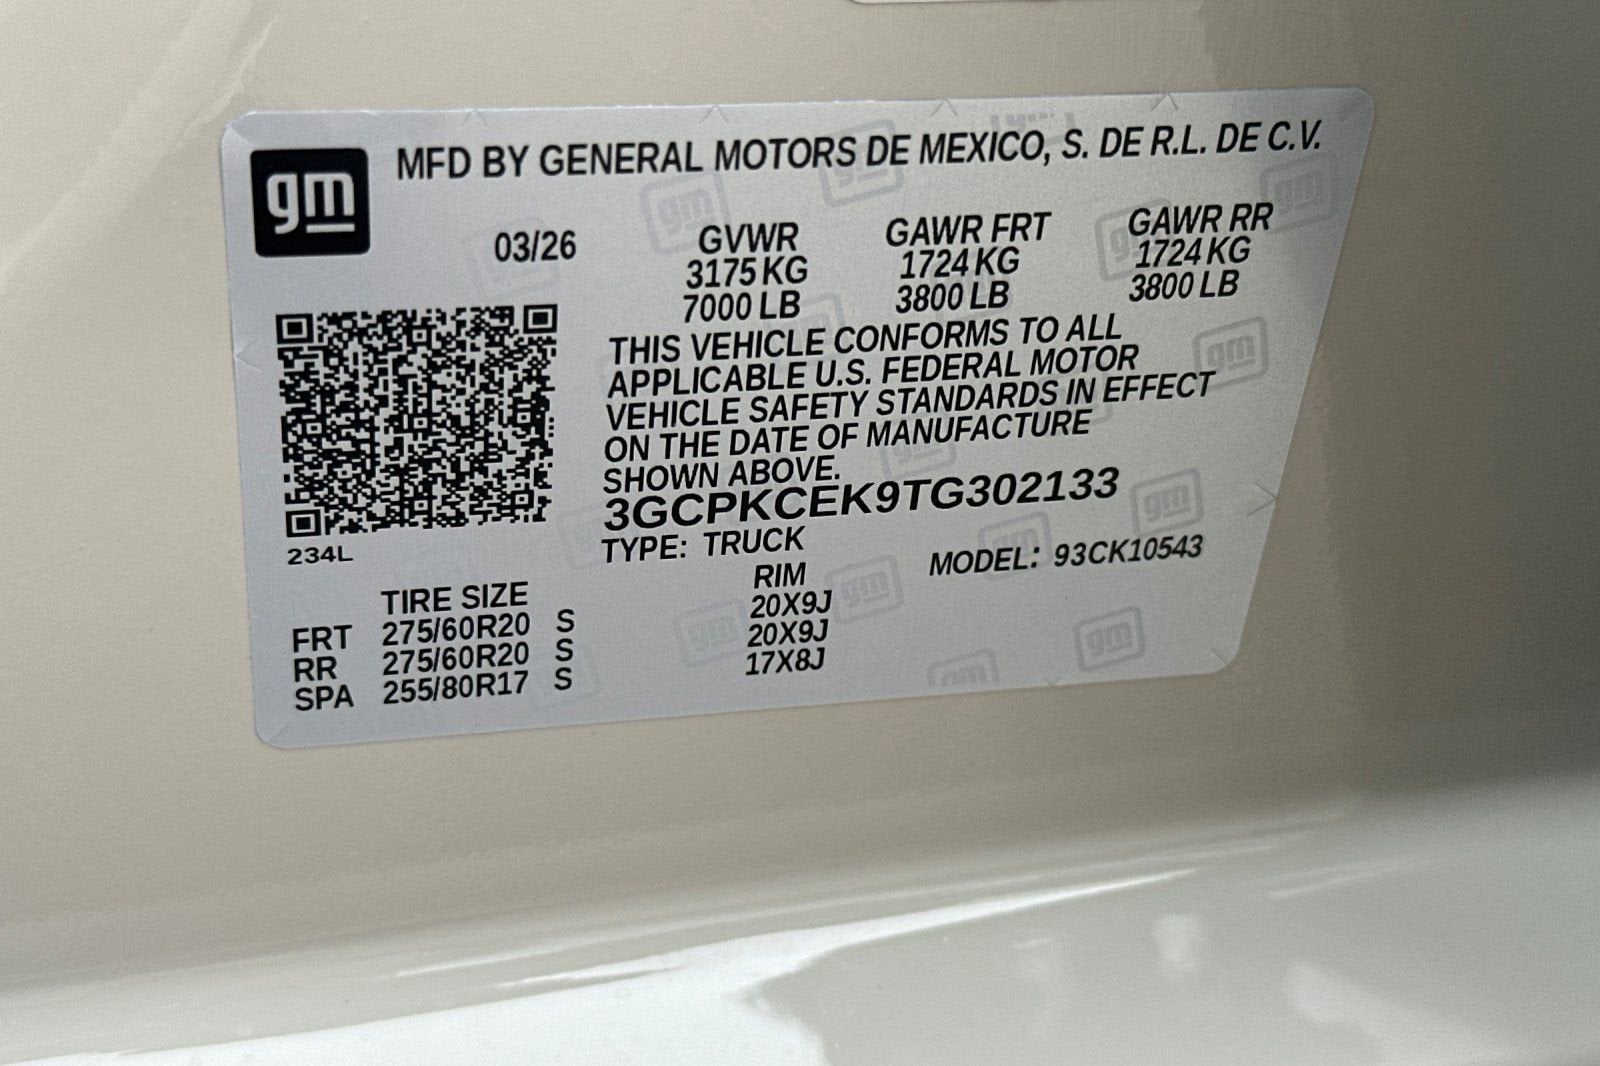 gm MFD BY GENERAL MOTORS DE MEXICO, S. DE R.L. DE C.V.
03/26 GVWR GAWR FRT GAWR RR
3175 KG 1724 KG 1724 KG
7000 LB 3800 LB 3800 LB
THIS VEHICLE CONFORMS TO ALL
APPLICABLE U.S. FEDERAL MOTOR
VEHICLE SAFETY STANDARDS IN EFFECT
ON THE DATE OF MANUFACTURE
SHOWN ABOVE.
3GCPKCEK9TG302133
234L TYPE: TRUCK MODEL: 93CK10543
TIRE SIZE RIM
FRT 275/60R20 S 20X9J
RR 275/60R20 S 20X9J
SPA 255/80R17 S 17X8J